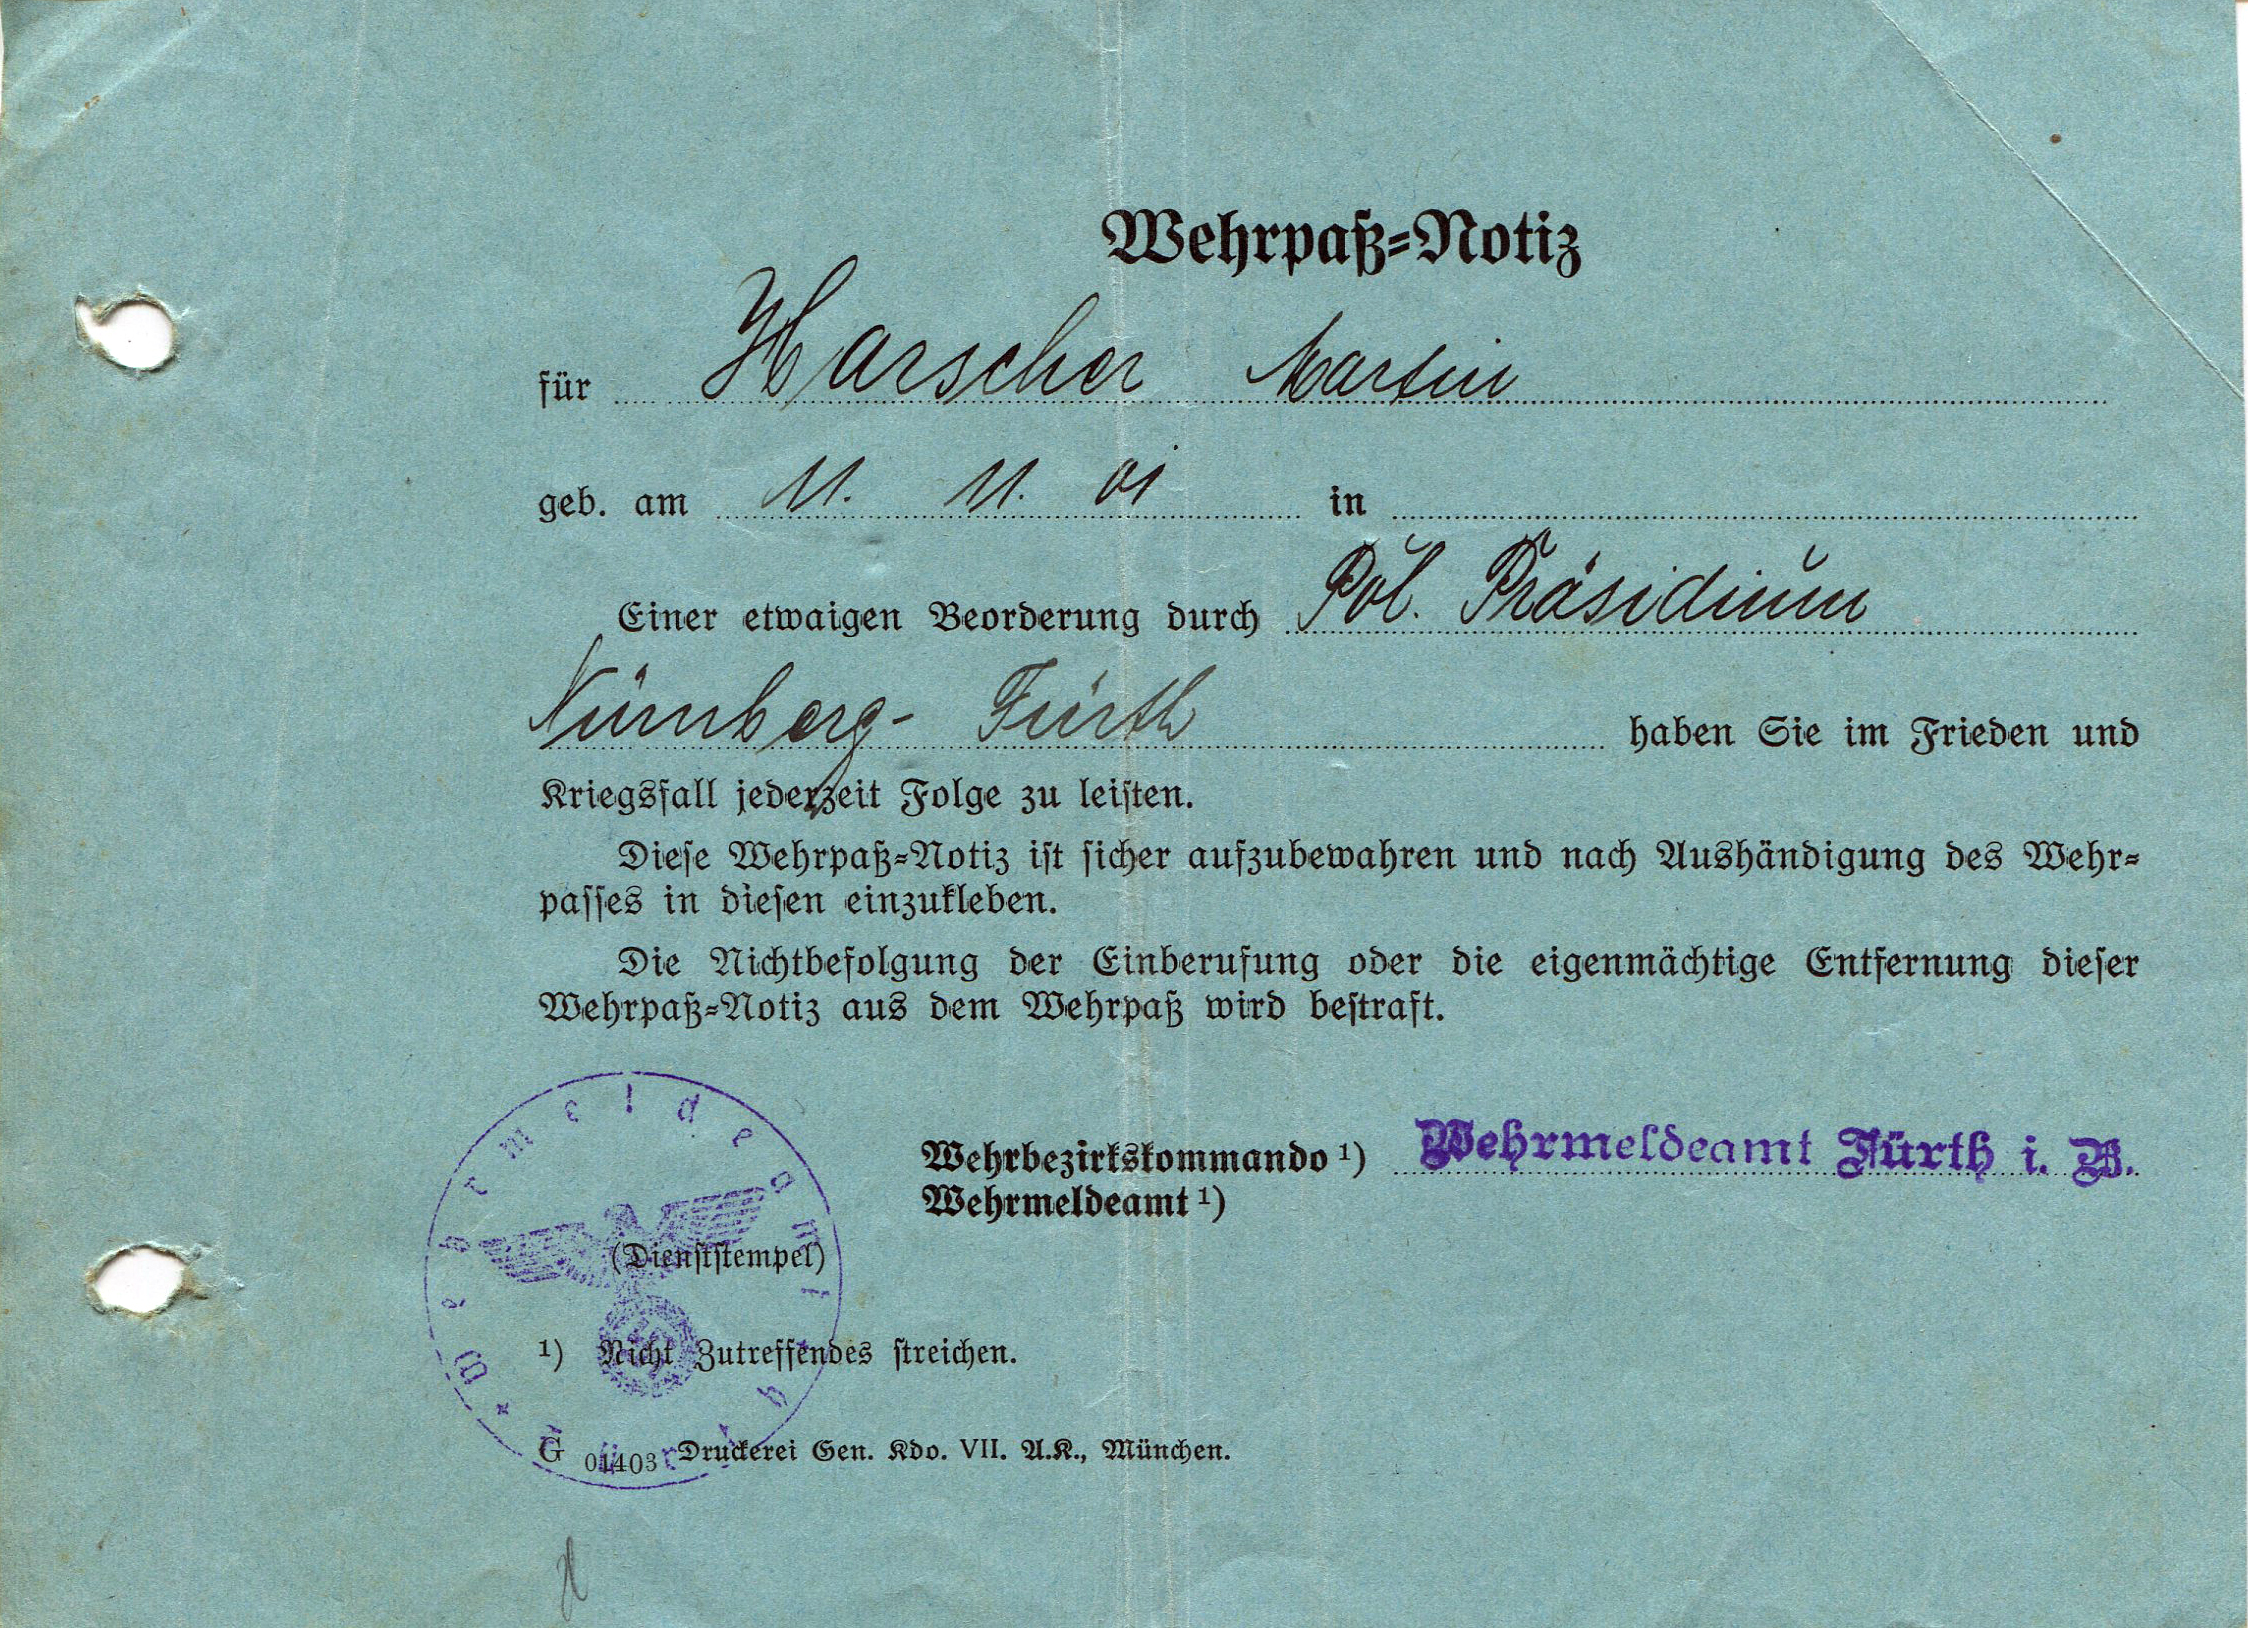 Wehrpaß-Notiz
für Harscher Martin
geb. am 11. 11. 01 in
Einer etwaigen Beorderung durch Pol. Präsidium
Nürnberg- Fürth haben Sie im Frieden und
Kriegsfall jederzeit Folge zu leisten.
Diese Wehrpaß-Notiz ist sicher aufzubewahren und nach Aushändigung des Wehr-
passes in diesen einzukleben.
Die Nichtbefolgung der Einberufung oder die eigenmächtige Entfernung dieser
Wehrpaß-Notiz aus dem Wehrpaß wird bestraft.
Wehrbezirkskommando ¹) Wehrmeldeamt Fürth i. B.
Wehrmeldeamt ¹)
Wehrmeldeamt Fürth
(Dienststempel)
¹) Nicht Zutreffendes streichen.
G 01403 Druckerei Gen. Kdo. VII. A.K., München.